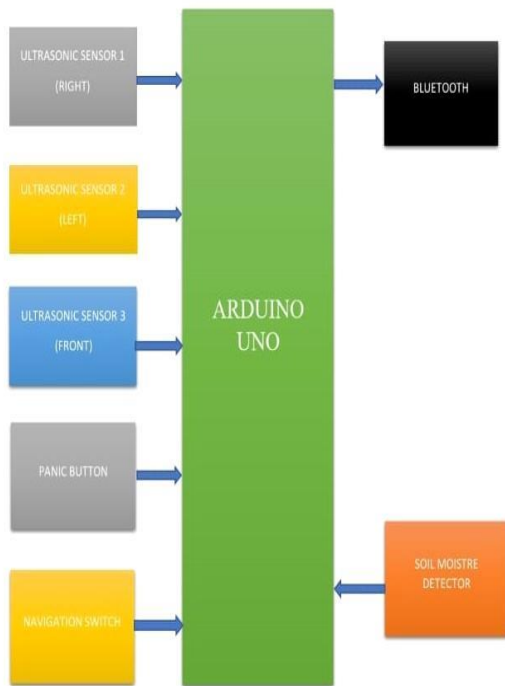 ULTRASONIC SENSOR 1
(RIGHT)
ULTRASONIC SENSOR 2
(LEFT)
ULTRASONIC SENSOR 3
(FRONT)
PANIC BUTTON
NAVIGATION SWITCH
ARDUINO
UNO
BLUETOOTH
SOIL MOISTRE
DETECTOR